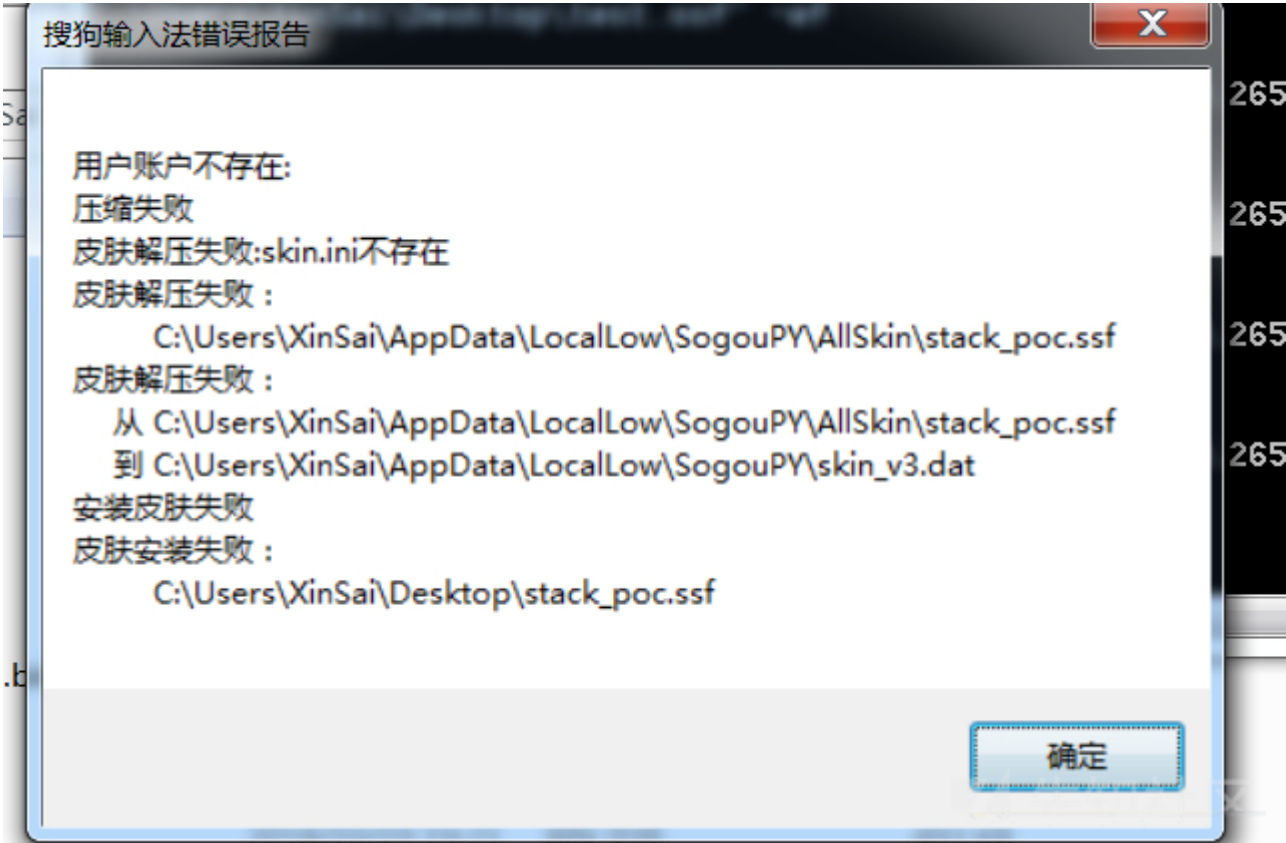 搜狗输入法错误报告
用户账户不存在:
压缩失败
皮肤解压失败:skin.ini不存在
皮肤解压失败：
C:\Users\XinSai\AppData\LocalLow\SogouPY\AllSkin\stack_poc.ssf
皮肤解压失败：
从 C:\Users\XinSai\AppData\LocalLow\SogouPY\AllSkin\stack_poc.ssf
到 C:\Users\XinSai\AppData\LocalLow\SogouPY\skin_v3.dat
安装皮肤失败
皮肤安装失败：
C:\Users\XinSai\Desktop\stack_poc.ssf
确定
265
265
265
265